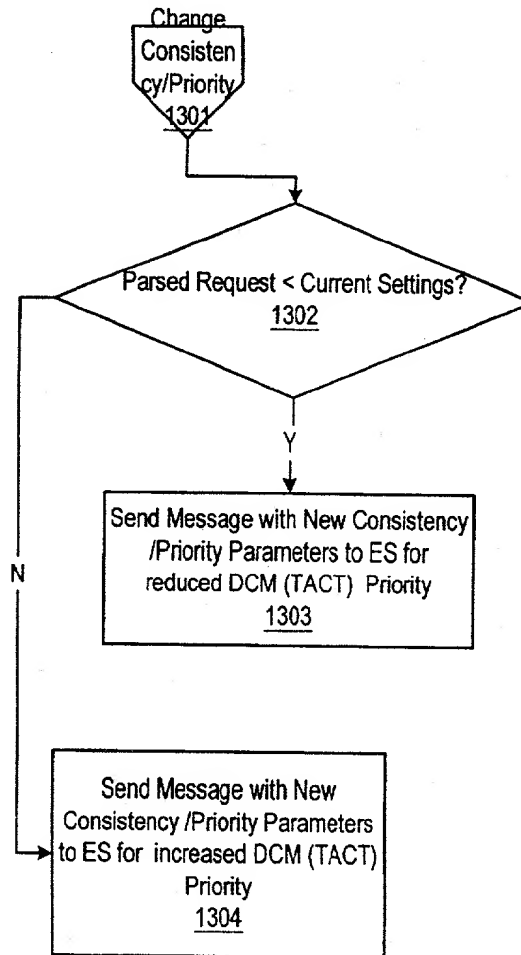 Change
Consisten
cy/Priority
1301
Parsed Request < Current Settings?
1302
Y
Send Message with New Consistency
/Priority Parameters to ES for
reduced DCM (TACT) Priority
1303
N
Send Message with New
Consistency /Priority Parameters
to ES for increased DCM (TACT)
Priority
1304